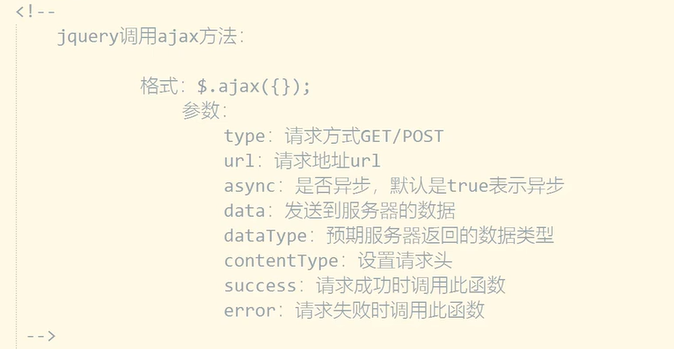 <!--
jquery调用ajax方法：
格式：$.ajax({});
参数：
type：请求方式GET/POST
url：请求地址url
async：是否异步，默认是true表示异步
data：发送到服务器的数据
dataType：预期服务器返回的数据类型
contentType：设置请求头
success：请求成功时调用此函数
error：请求失败时调用此函数
-->